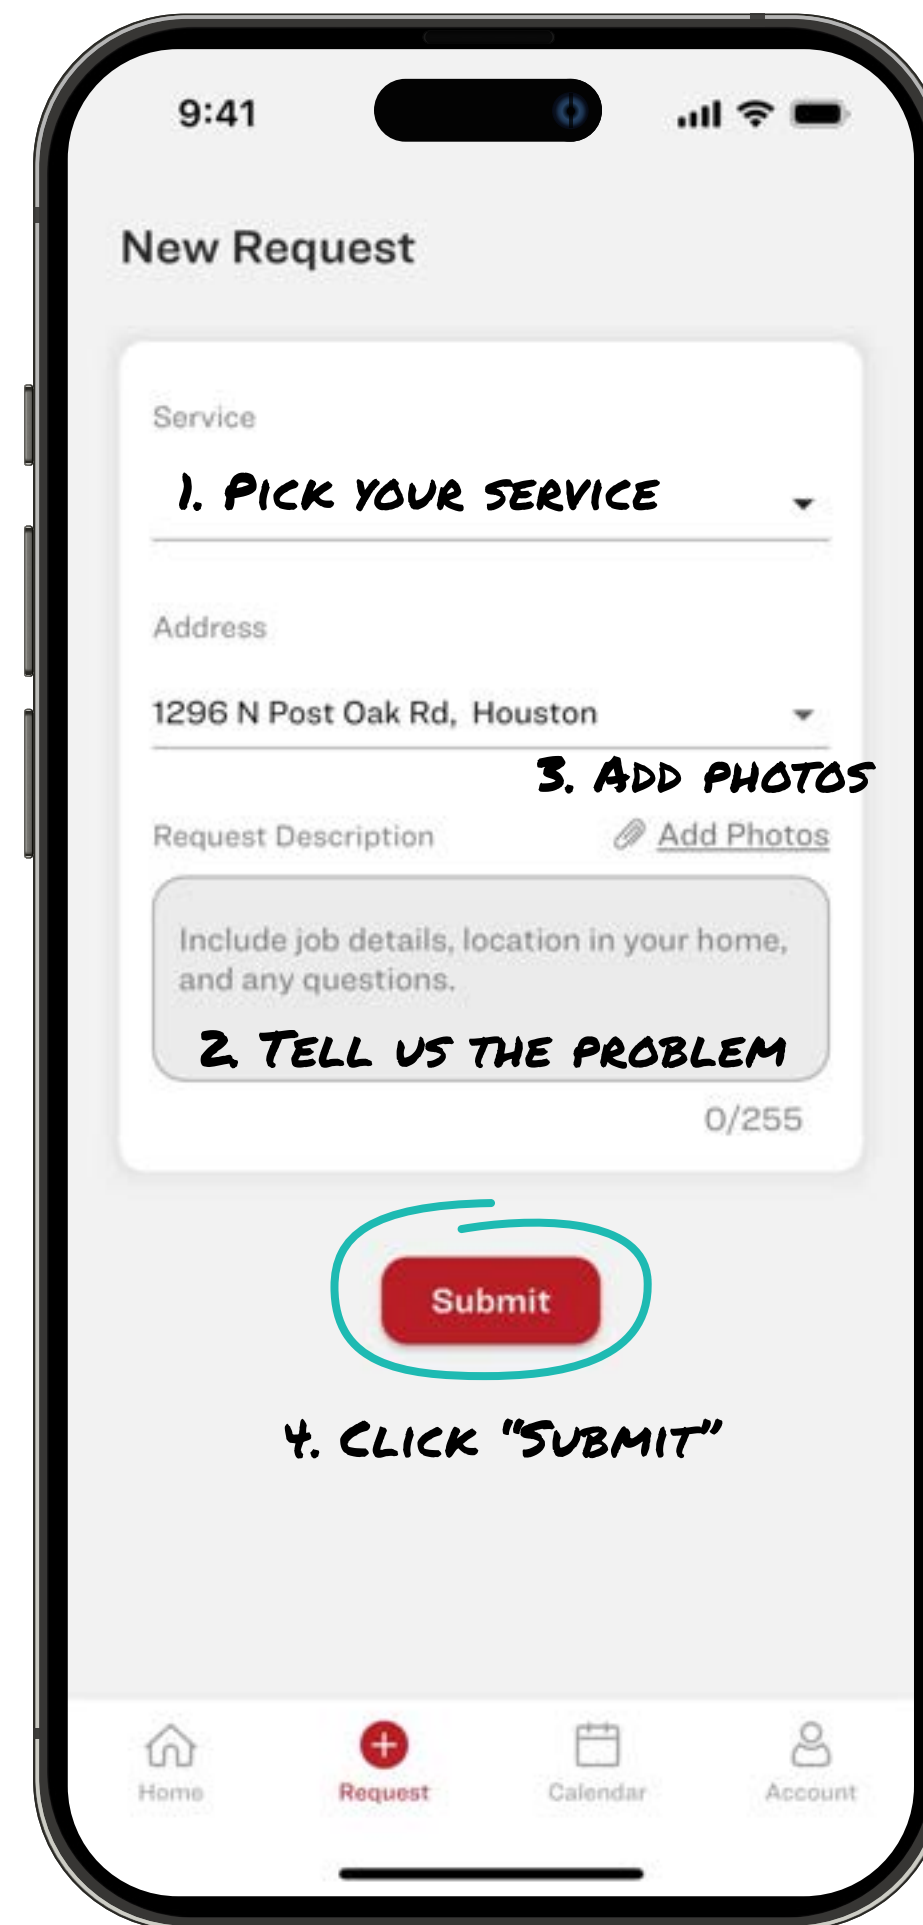 9:41
New Request
Service
1. Pick your service
Address
1296 N Post Oak Rd, Houston
3. Add photos
Request Description
Add Photos
Include job details, location in your home,
and any questions.
2. Tell us the problem
0/255
Submit
4. Click "Submit"
Home
Request
Calendar
Account